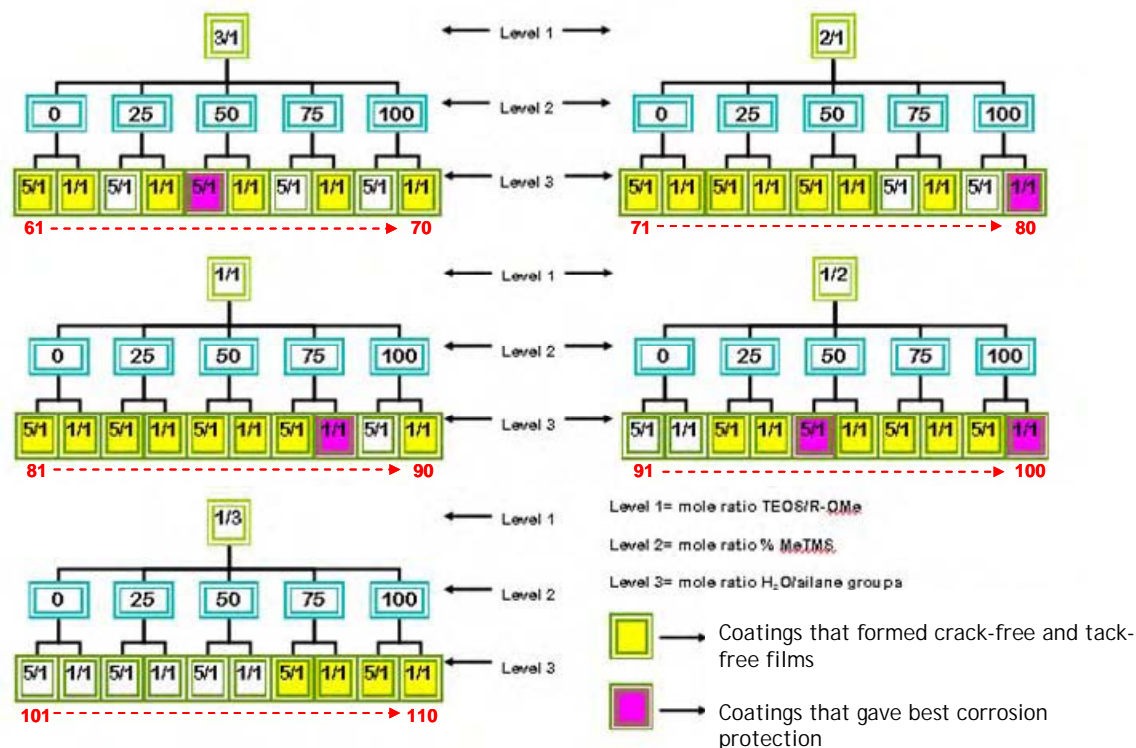 3/1 Level 1 2/1
0 25 50 75 100 Level 2 0 25 50 75 100
5/1 1/1 5/1 1/1 5/1 1/1 5/1 1/1 5/1 1/1 Level 3 5/1 1/1 5/1 1/1 5/1 1/1 5/1 1/1 5/1 1/1
61 70 71 80
1/1 Level 1 1/2
0 25 50 75 100 Level 2 0 25 50 75 100
5/1 1/1 5/1 1/1 5/1 1/1 5/1 1/1 5/1 1/1 Level 3 5/1 1/1 5/1 1/1 5/1 1/1 5/1 1/1 5/1 1/1
81 90 91 100
1/3 Level 1
0 25 50 75 100 Level 2
5/1 1/1 5/1 1/1 5/1 1/1 5/1 1/1 5/1 1/1 Level 3
101 110
Level 1= mole ratio TEOS/R-OMe
Level 2= mole ratio % MeTMS
Level 3= mole ratio H₂O/ailane groupa
Coatings that formed crack-free and tack-
free films
Coatings that gave best corrosion
protection